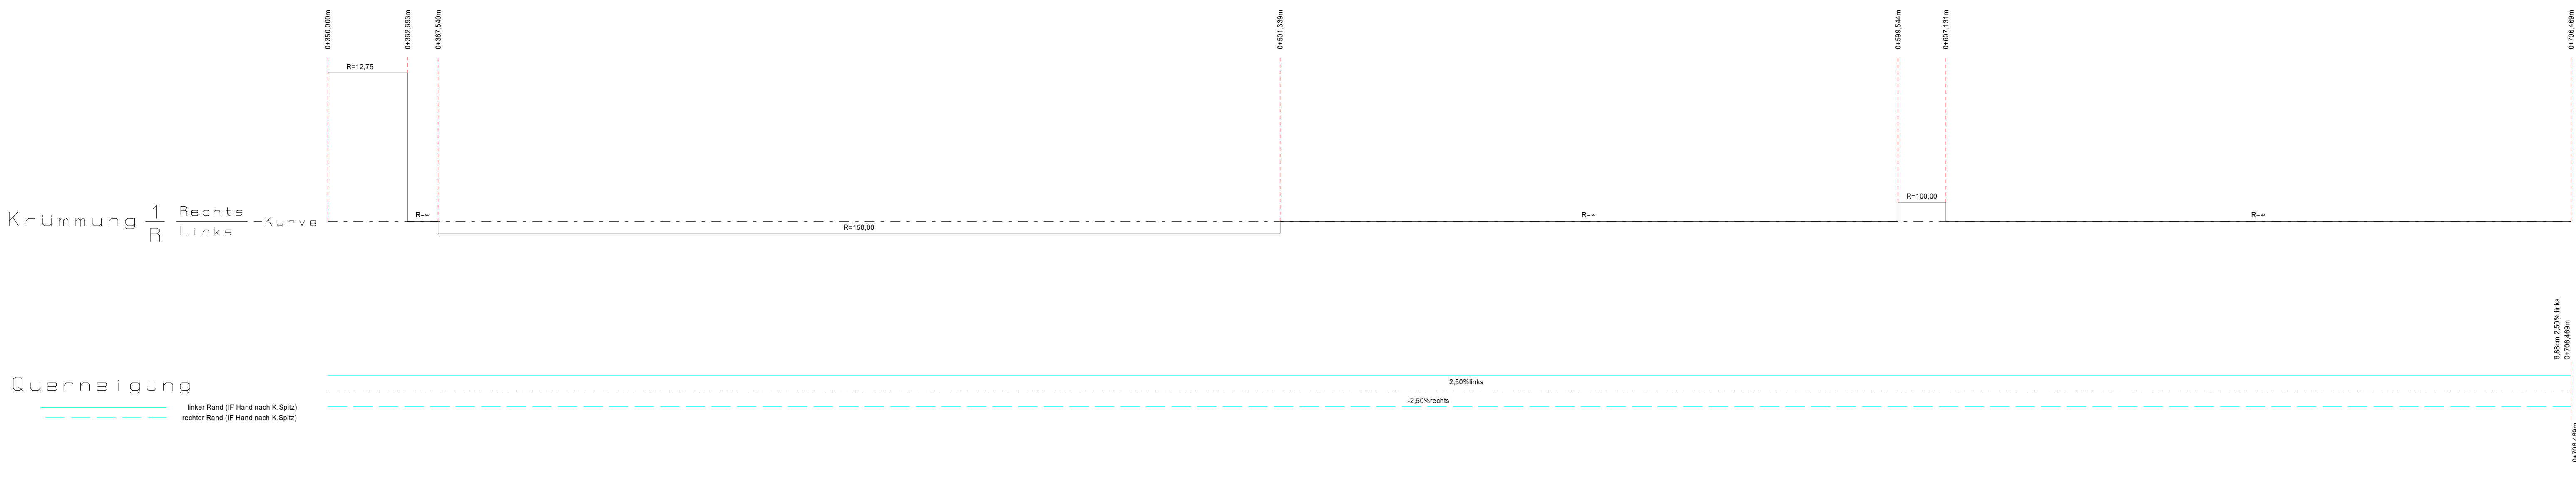 0+350,000m
0+362,693m
0+367,540m
0+501,339m
0+599,544m
0+607,131m
0+706,469m
R=12,75
R=∞
R=150,00
R=∞
R=100,00
R=∞
Krümmung 1/R Rechts/Links -Kurve
6,88cm 2,50% links
0+706,469m
Querneigung
2,50%links
-2,50%rechts
linker Rand (IF Hand nach K.Spitz)
rechter Rand (IF Hand nach K.Spitz)
0+706,469m